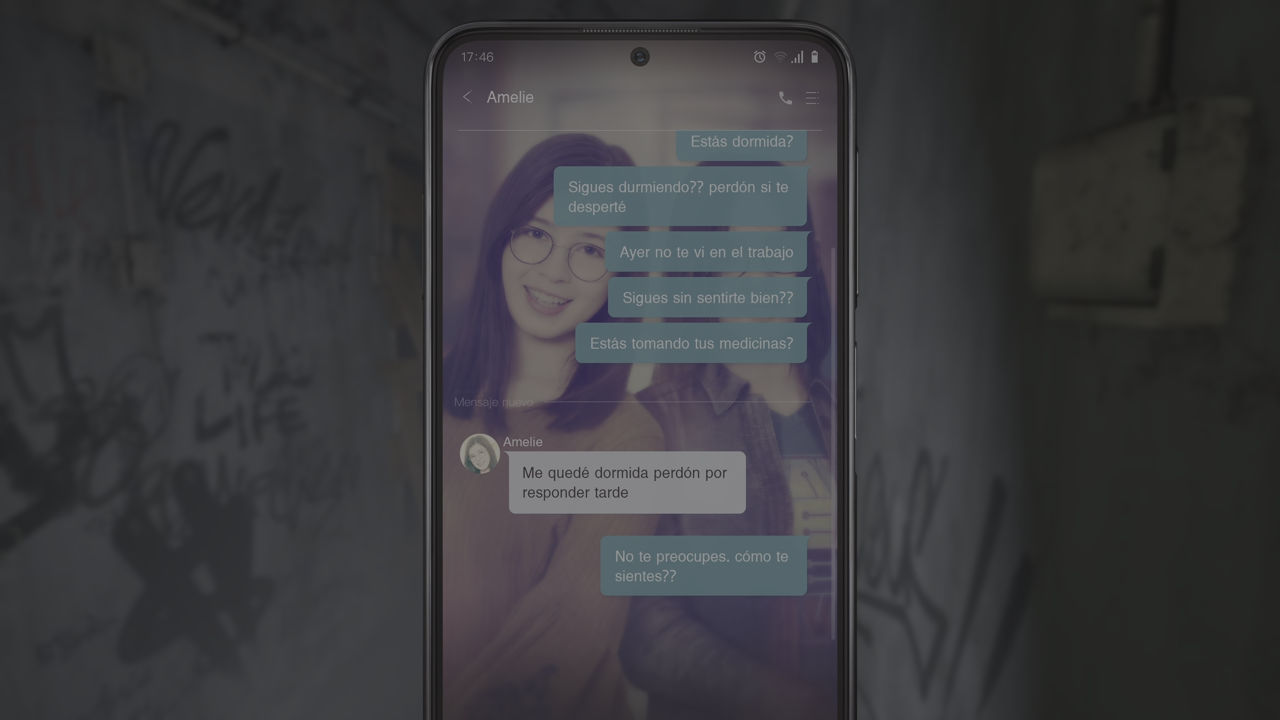 17:46
Amelie
Estás dormida?
Sigues durmiendo?? perdón si te
desperté
Ayer no te vi en el trabajo
Sigues sin sentirte bien??
Estás tomando tus medicinas?
Mensaje nuevo
Amelie
Me quedé dormida perdón por
responder tarde
No te preocupes. cómo te
sientes??
THIS
LIFE